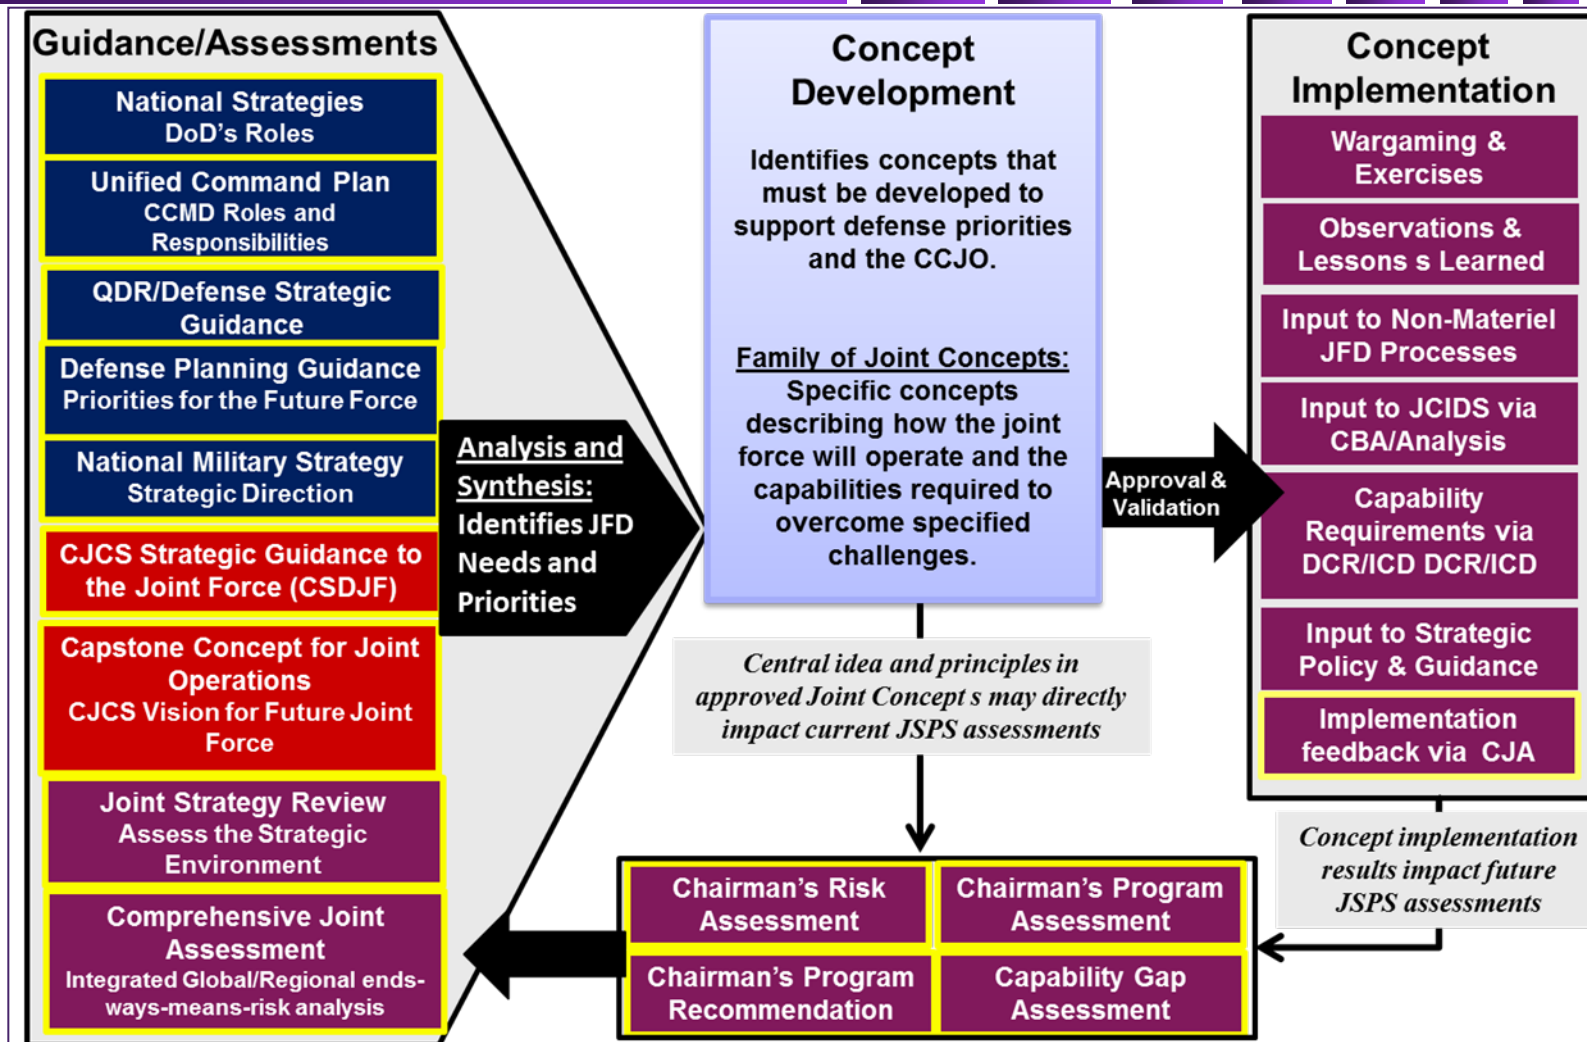 Guidance/Assessments
National Strategies
DoD's Roles
Unified Command Plan
CCMD Roles and
Responsibilities
QDR/Defense Strategic
Guidance
Defense Planning Guidance
Priorities for the Future Force
National Military Strategy
Strategic Direction
CJCS Strategic Guidance to
the Joint Force (CSDJF)
Capstone Concept for Joint
Operations
CJCS Vision for Future Joint
Force
Joint Strategy Review
Assess the Strategic
Environment
Comprehensive Joint
Assessment
Integrated Global/Regional ends-
ways-means-risk analysis
Analysis and
Synthesis:
Identifies JFD
Needs and
Priorities
Concept
Development
Identifies concepts that
must be developed to
support defense priorities
and the CCJO.
Family of Joint Concepts:
Specific concepts
describing how the joint
force will operate and the
capabilities required to
overcome specified
challenges.
Approval &
Validation
Central idea and principles in
approved Joint Concept s may directly
impact current JSPS assessments
Chairman's Risk
Assessment
Chairman's Program
Assessment
Chairman's Program
Recommendation
Capability Gap
Assessment
Concept
Implementation
Wargaming &
Exercises
Observations &
Lessons s Learned
Input to Non-Materiel
JFD Processes
Input to JCIDS via
CBA/Analysis
Capability
Requirements via
DCR/ICD DCR/ICD
Input to Strategic
Policy & Guidance
Implementation
feedback via CJA
Concept implementation
results impact future
JSPS assessments